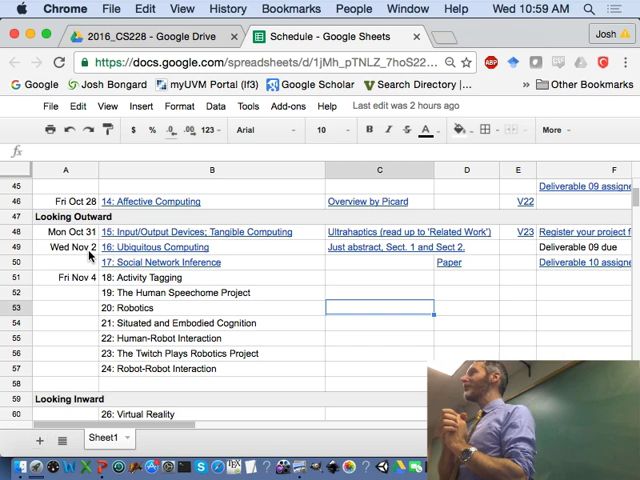 Chrome File Edit View History Bookmarks People Window Help Wed Nov 2 10:59 AM
2016_CS228 - Google Drive × Schedule - Google Sheets × Josh
https://docs.google.com/spreadsheets/d/1jMh_pTNLZ_7hoS22... ABP
Google Josh Bongard myUVM Portal (lf3) Google Scholar Search Directory/... >> Other Bookmarks
File Edit View Insert Format Data Tools Add-ons Help Last edit was 2 hours ago
$ % .0 .00 123 Arial 10 B I S A More
fx
A B C D E F
45 Deliverable 09 assigne
46 Fri Oct 28 14: Affective Computing Overview by Picard V22
47 Looking Outward
48 Mon Oct 31 15: Input/Output Devices; Tangible Computing Ultrahaptics (read up to 'Related Work') V23 Register your project f
49 Wed Nov 2 16: Ubiquitous Computing Just abstract, Sect. 1 and Sect 2. Deliverable 09 due
50 17: Social Network Inference Paper Deliverable 10 assigne
51 Fri Nov 4 18: Activity Tagging
52 19: The Human Speechome Project
53 20: Robotics
54 21: Situated and Embodied Cognition
55 22: Human-Robot Interaction
56 23: The Twitch Plays Robotics Project
57 24: Robot-Robot Interaction
58
59 Looking Inward
60 26: Virtual Reality
+ Sheet1